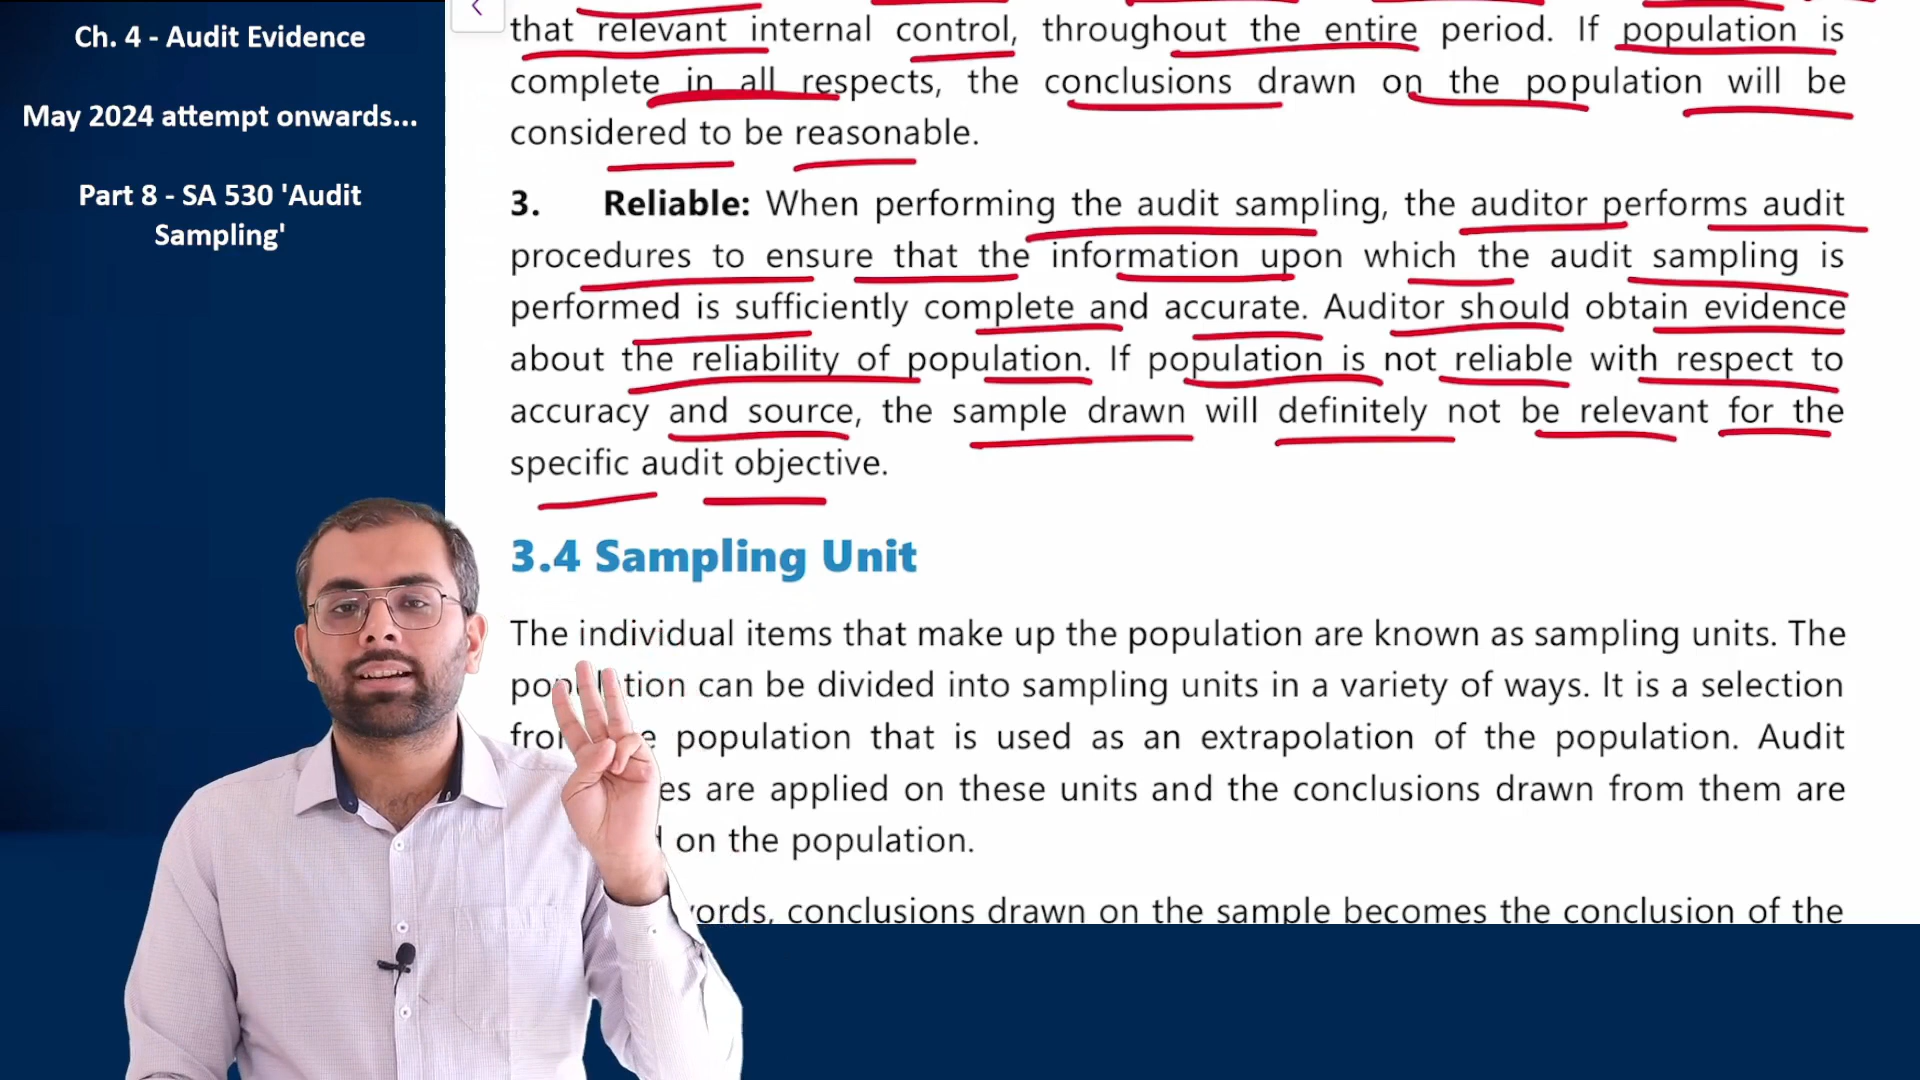 Ch. 4 - Audit Evidence
May 2024 attempt onwards...
Part 8 - SA 530 'Audit
Sampling'
that relevant internal control, throughout the entire period. If population is
complete in all respects, the conclusions drawn on the population will be
considered to be reasonable.
3. Reliable: When performing the audit sampling, the auditor performs audit
procedures to ensure that the information upon which the audit sampling is
performed is sufficiently complete and accurate. Auditor should obtain evidence
about the reliability of population. If population is not reliable with respect to
accuracy and source, the sample drawn will definitely not be relevant for the
specific audit objective.
3.4 Sampling Unit
The individual items that make up the population are known as sampling units. The
can be divided into sampling units in a variety of ways. It is a selection
population that is used as an extrapolation of the population. Audit
are applied on these units and the conclusions drawn from them are
on the population.
conclusions drawn on the sample becomes the conclusion of the